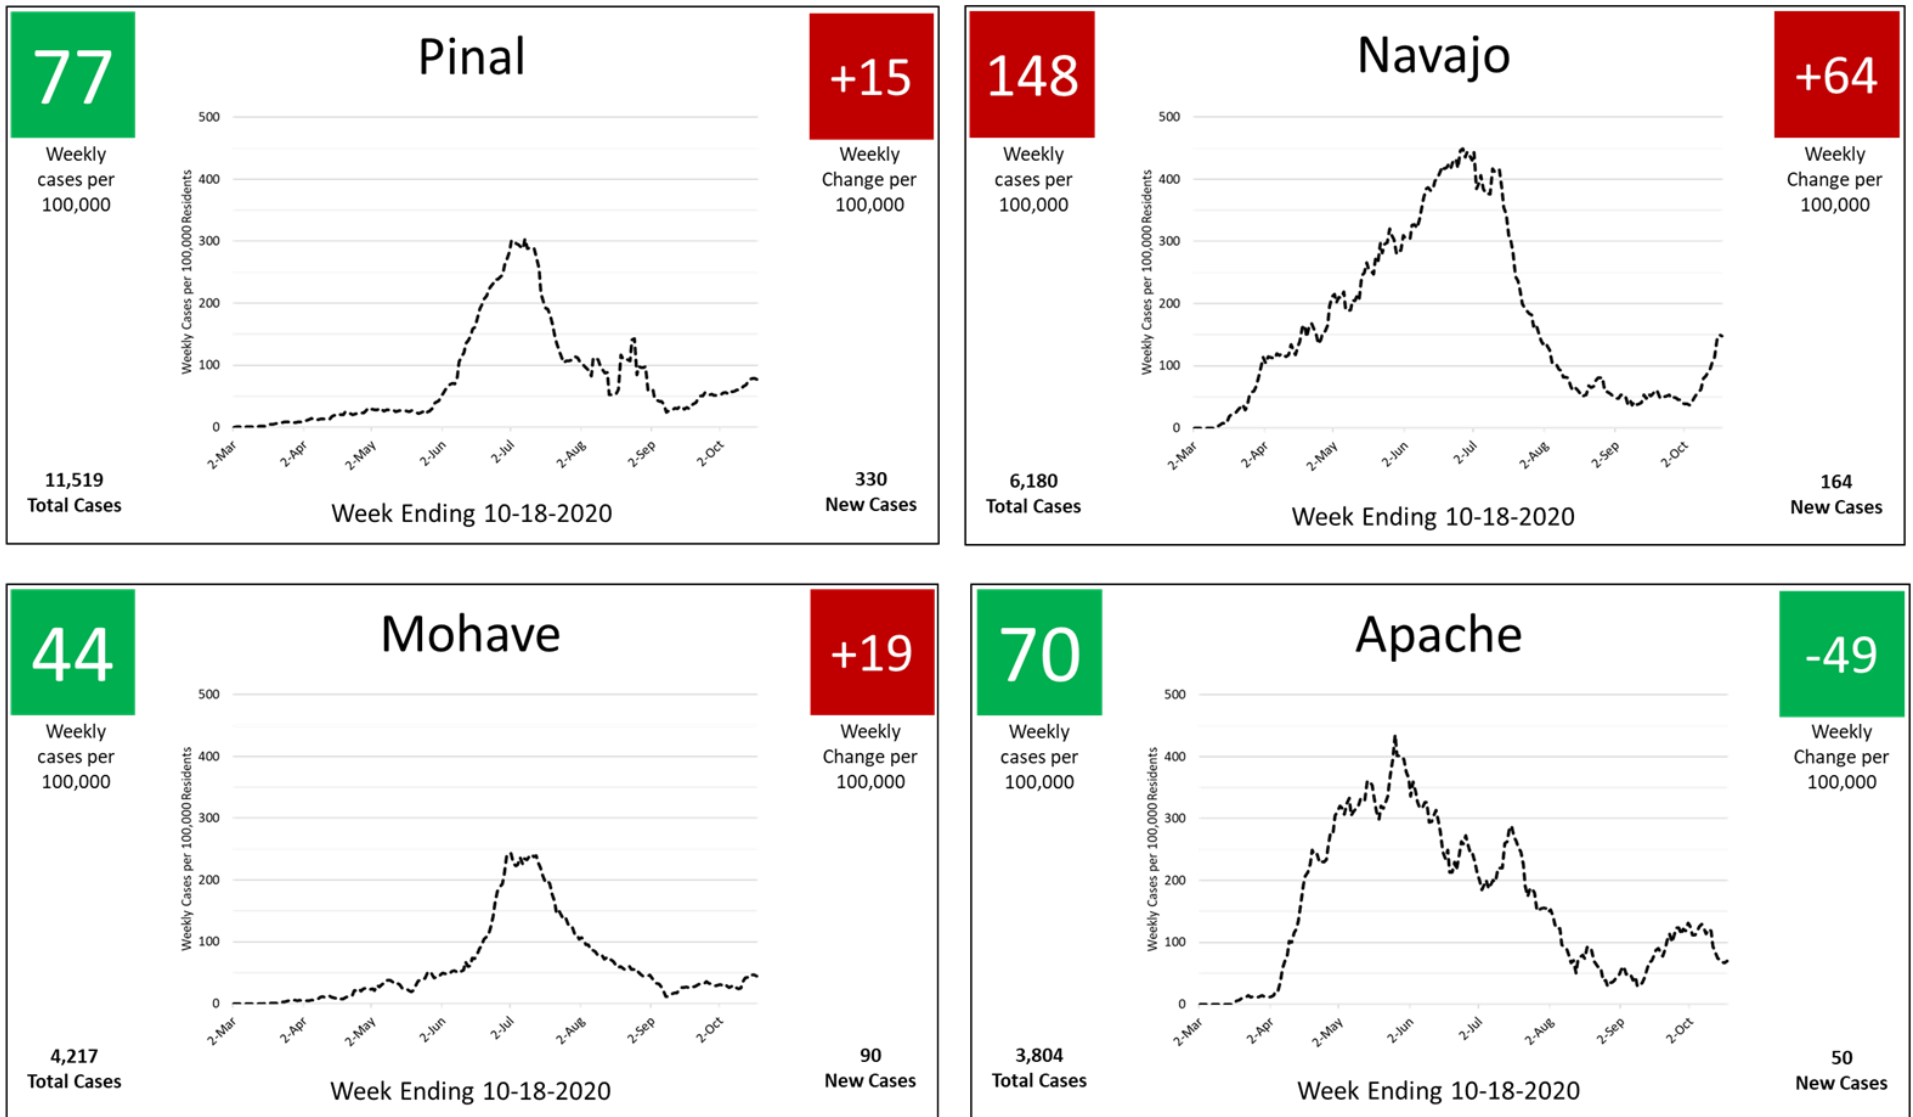 77
Pinal
+15
Weekly
cases per
100,000
Weekly
Change per
100,000
Weekly Cases per 100,000 Residents
500
400
300
200
100
0
2-Mar
2-Apr
2-May
2-Jun
2-Jul
2-Aug
2-Sep
2-Oct
11,519
Total Cases
Week Ending 10-18-2020
330
New Cases
148
Navajo
+64
Weekly
cases per
100,000
Weekly
Change per
100,000
Weekly Cases per 100,000 Residents
500
400
300
200
100
0
2-Mar
2-Apr
2-May
2-Jun
2-Jul
2-Aug
2-Sep
2-Oct
6,180
Total Cases
Week Ending 10-18-2020
164
New Cases
44
Mohave
+19
Weekly
cases per
100,000
Weekly
Change per
100,000
Weekly Cases per 100,000 Residents
500
400
300
200
100
0
2-Mar
2-Apr
2-May
2-Jun
2-Jul
2-Aug
2-Sep
2-Oct
4,217
Total Cases
Week Ending 10-18-2020
90
New Cases
70
Apache
-49
Weekly
cases per
100,000
Weekly
Change per
100,000
Weekly Cases per 100,000 Residents
500
400
300
200
100
0
2-Mar
2-Apr
2-May
2-Jun
2-Jul
2-Aug
2-Sep
2-Oct
3,804
Total Cases
Week Ending 10-18-2020
50
New Cases